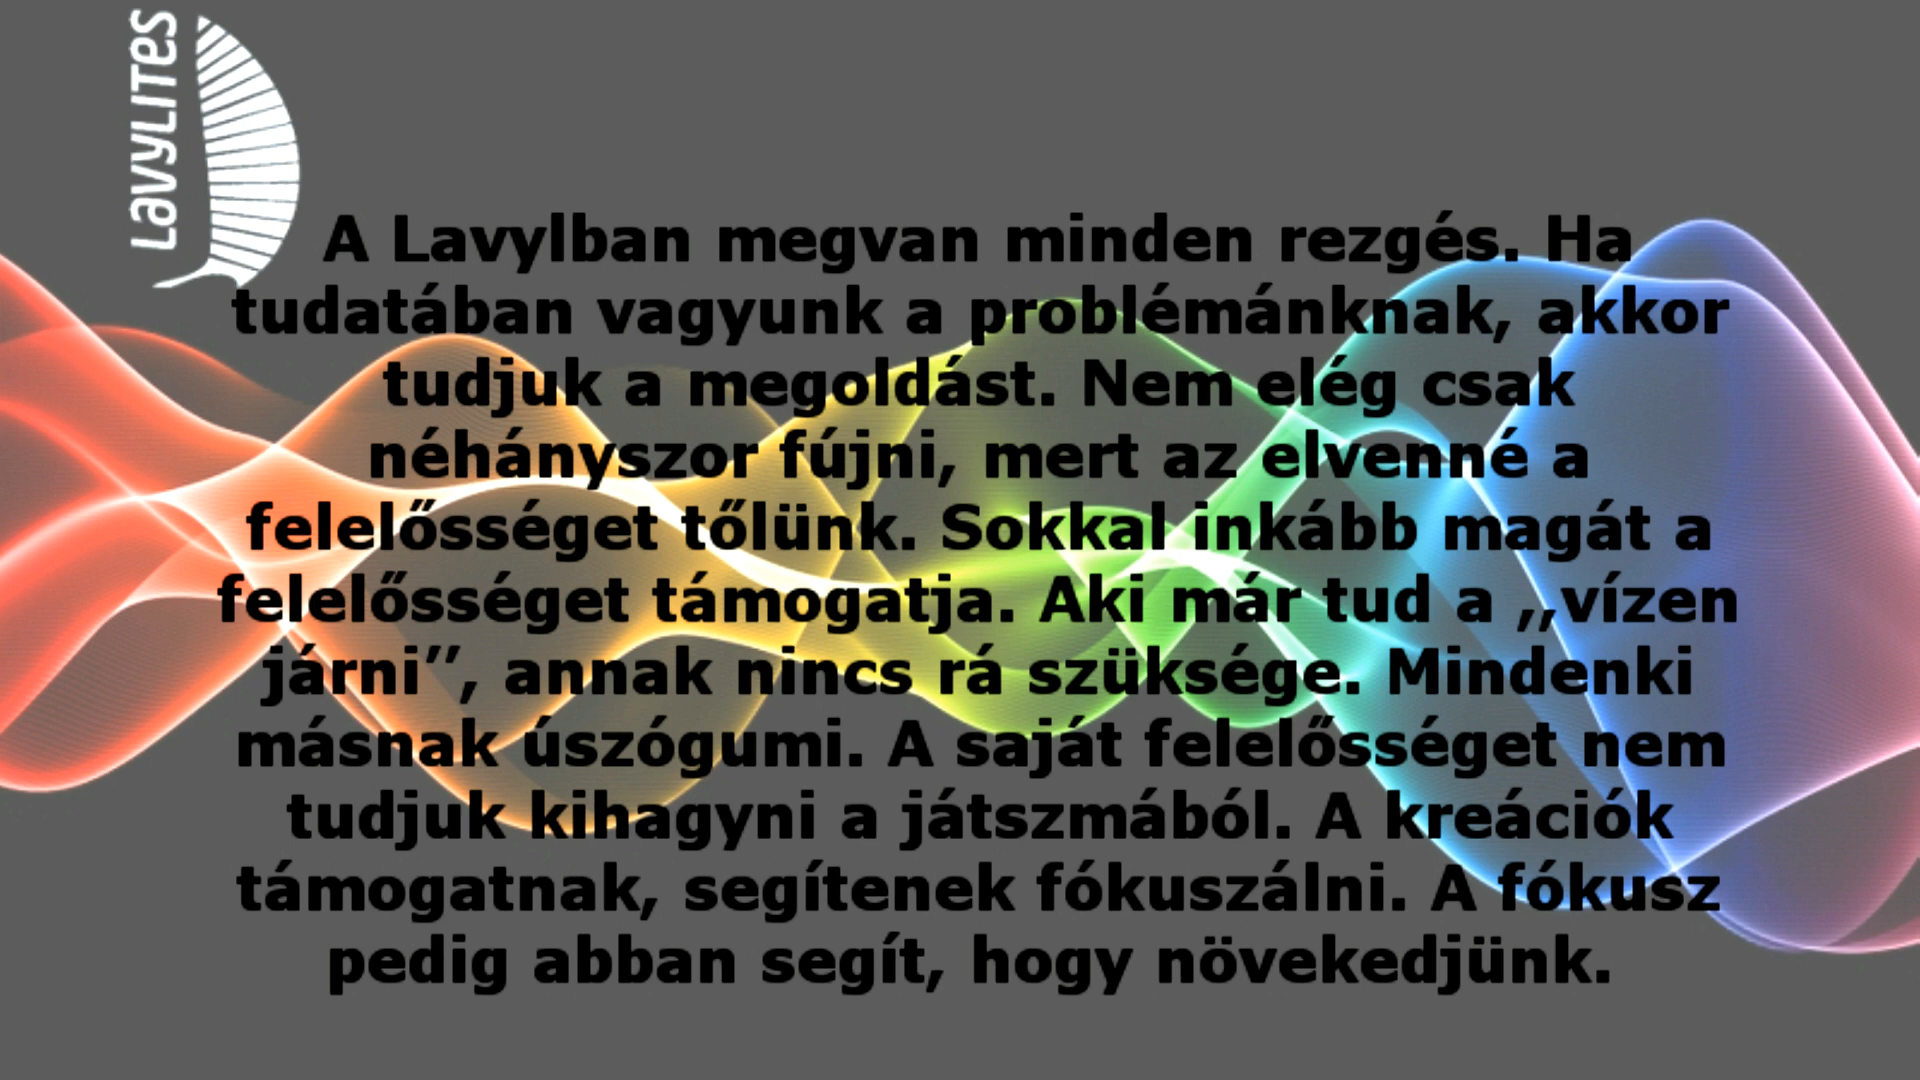 LavyLites
A Lavylban megvan minden rezgés. Ha
tudatában vagyunk a problémánknak, akkor
tudjuk a megoldást. Nem elég csak
néhányszor fújni, mert az elvenné a
felelősséget tőlünk. Sokkal inkább magát a
felelősséget támogatja. Aki már tud a ,,vízen
járni’’, annak nincs rá szüksége. Mindenki
másnak úszógumi. A saját felelősséget nem
tudjuk kihagyni a játszmából. A kreációk
támogatnak, segítenek fókuszálni. A fókusz
pedig abban segít, hogy növekedjünk.